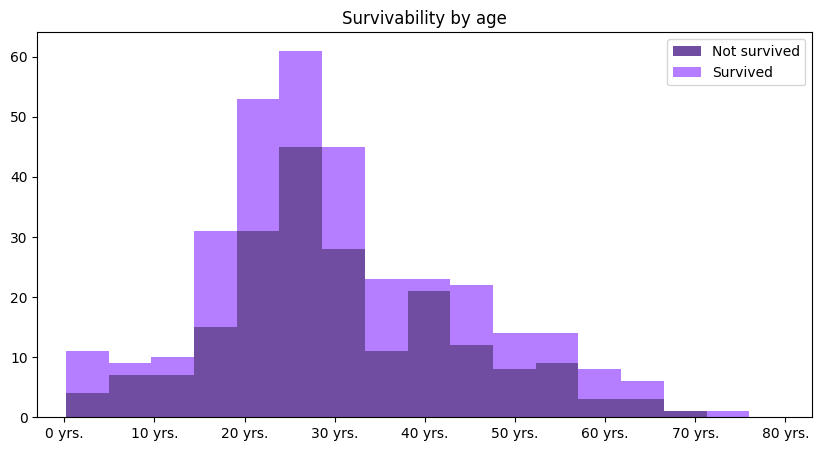 Survivability by age
Not survived
Survived
60
50
40
30
20
10
0
0 yrs. 10 yrs. 20 yrs. 30 yrs. 40 yrs. 50 yrs. 60 yrs. 70 yrs. 80 yrs.